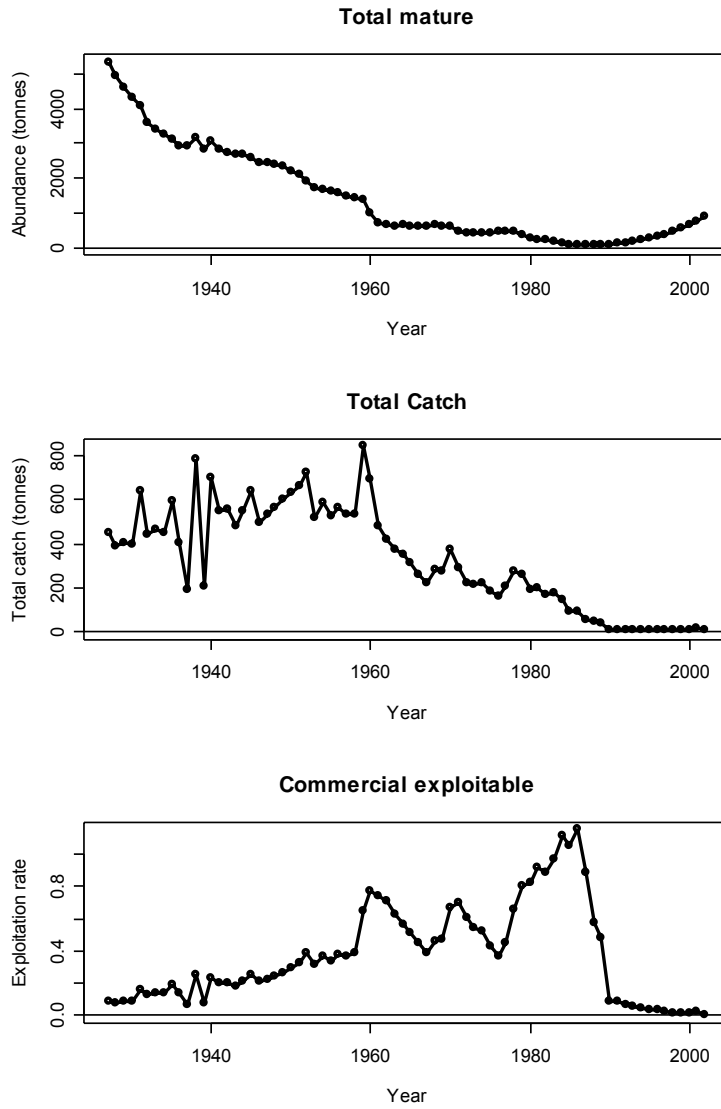 Total mature
Abundance (tonnes)
4000
2000
0
1940 1960 1980 2000
Year
Total Catch
Total catch (tonnes)
800
600
400
200
0
1940 1960 1980 2000
Year
Commercial exploitable
Exploitation rate
0.8
0.4
0.0
1940 1960 1980 2000
Year